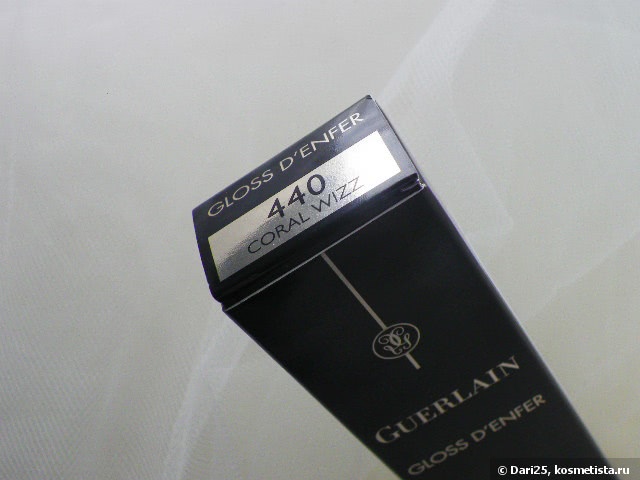 GLOSS D'ENFER
440
CORAL WIZZ
GUERLAIN
GLOSS D'ENFER
© Dari25, kosmetista.ru